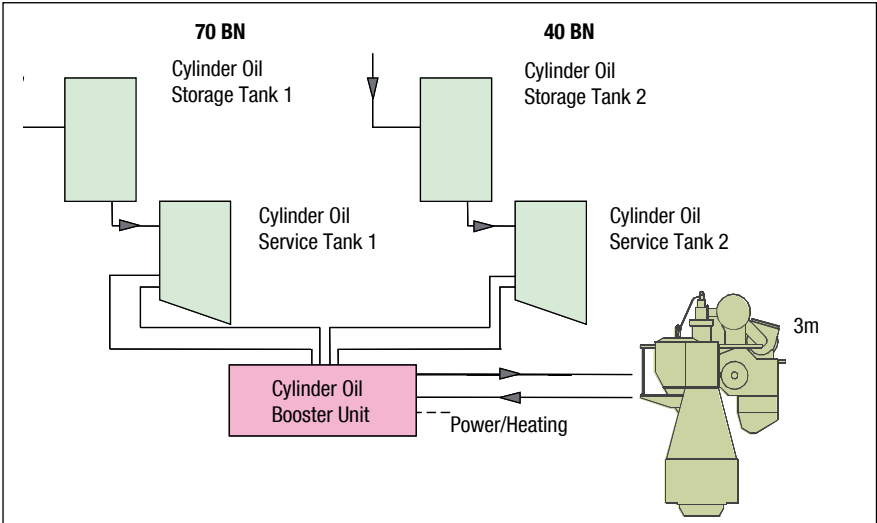 70 BN
Cylinder Oil
Storage Tank 1
40 BN
Cylinder Oil
Storage Tank 2
Cylinder Oil
Service Tank 1
Cylinder Oil
Service Tank 2
3m
Cylinder Oil
Booster Unit
Power/Heating